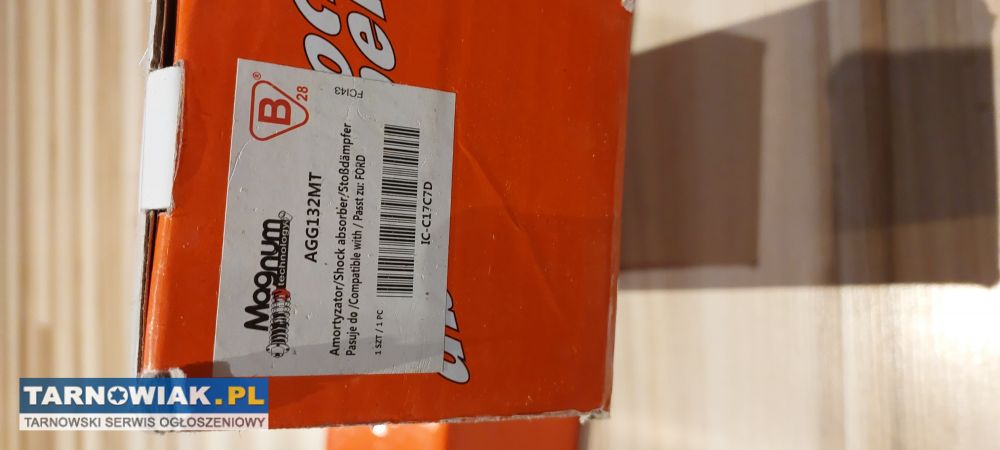 B®
28
FCI43
Magnum
technology
AGG132MT
Amortyzator/Shock absorber/Stoßdämpfer
Pasuje do /Compatible with / Passt zu: FORD
1 SZT / 1 PC
IC-C17C7D
TARNOWIAK.PL
TARNOWSKI SERWIS OGŁOSZENIOWY